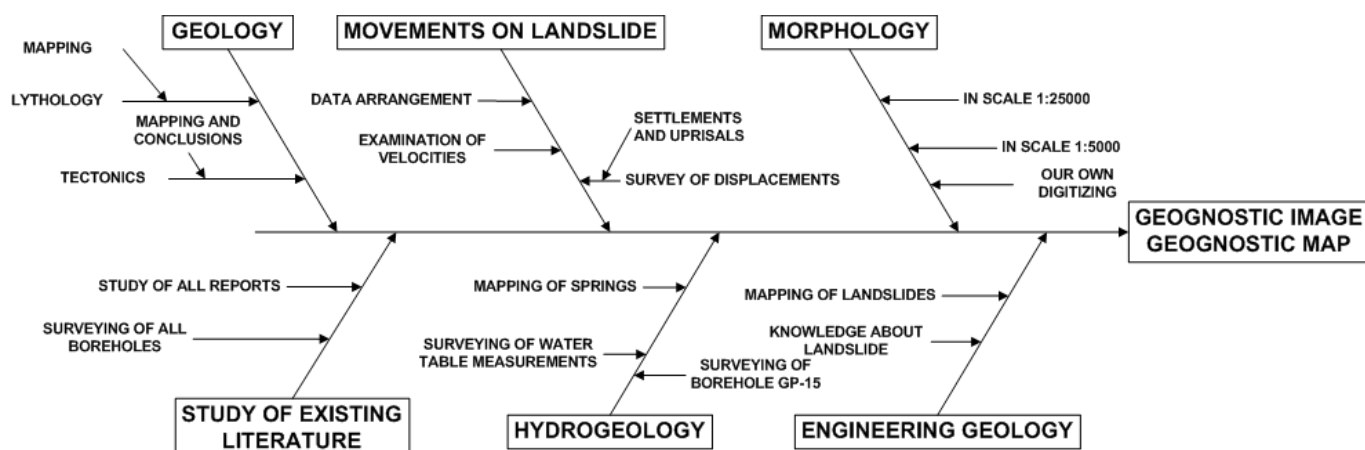 GEOLOGY
MOVEMENTS ON LANDSLIDE
MORPHOLOGY
MAPPING
LYTHOLOGY
MAPPING AND
CONCLUSIONS
TECTONICS
DATA ARRANGEMENT
EXAMINATION OF
VELOCITIES
SETTLEMENTS
AND UPRISALS
SURVEY OF DISPLACEMENTS
IN SCALE 1:25000
IN SCALE 1:5000
OUR OWN
DIGITIZING
GEOGNOSTIC IMAGE
GEOGNOSTIC MAP
STUDY OF ALL REPORTS
SURVEYING OF ALL
BOREHOLES
MAPPING OF SPRINGS
SURVEYING OF WATER
TABLE MEASUREMENTS
SURVEYING OF
BOREHOLE GP-15
MAPPING OF LANDSLIDES
KNOWLEDGE ABOUT
LANDSLIDE
STUDY OF EXISTING
LITERATURE
HYDROGEOLOGY
ENGINEERING GEOLOGY